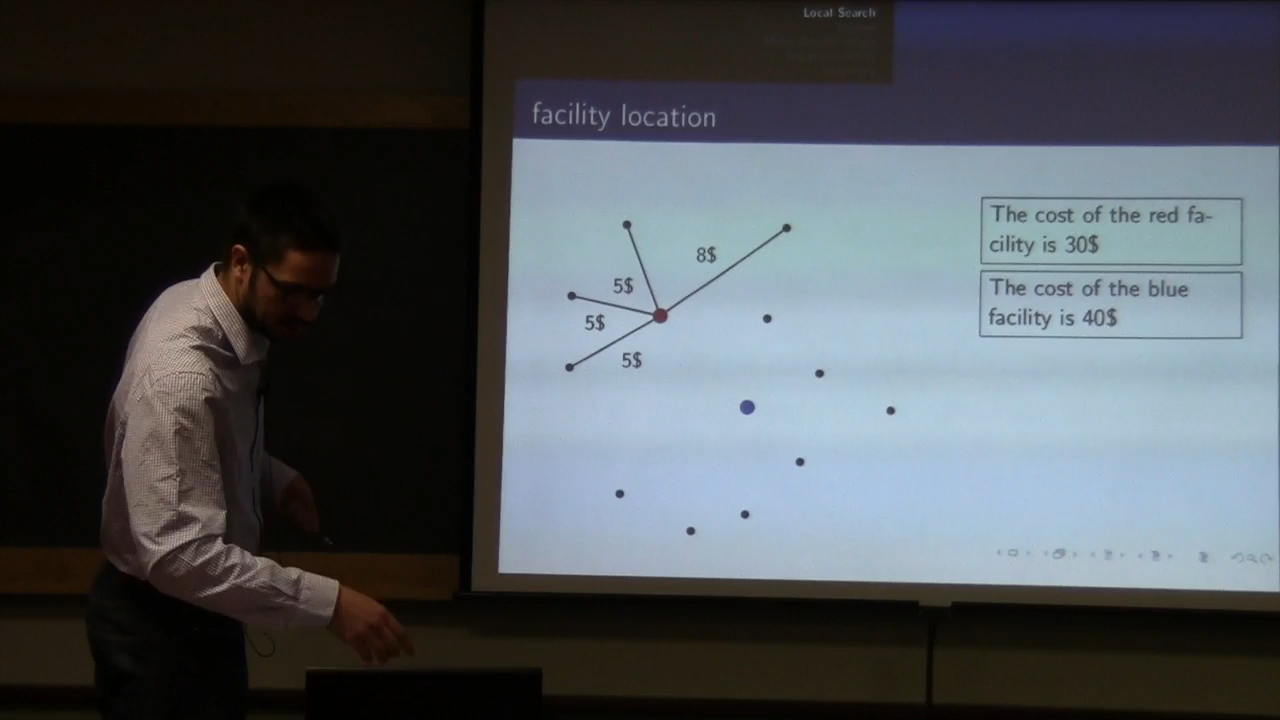 Local Search
facility location
8$
5$
5$
5$
The cost of the red fa-
cility is 30$
The cost of the blue
facility is 40$